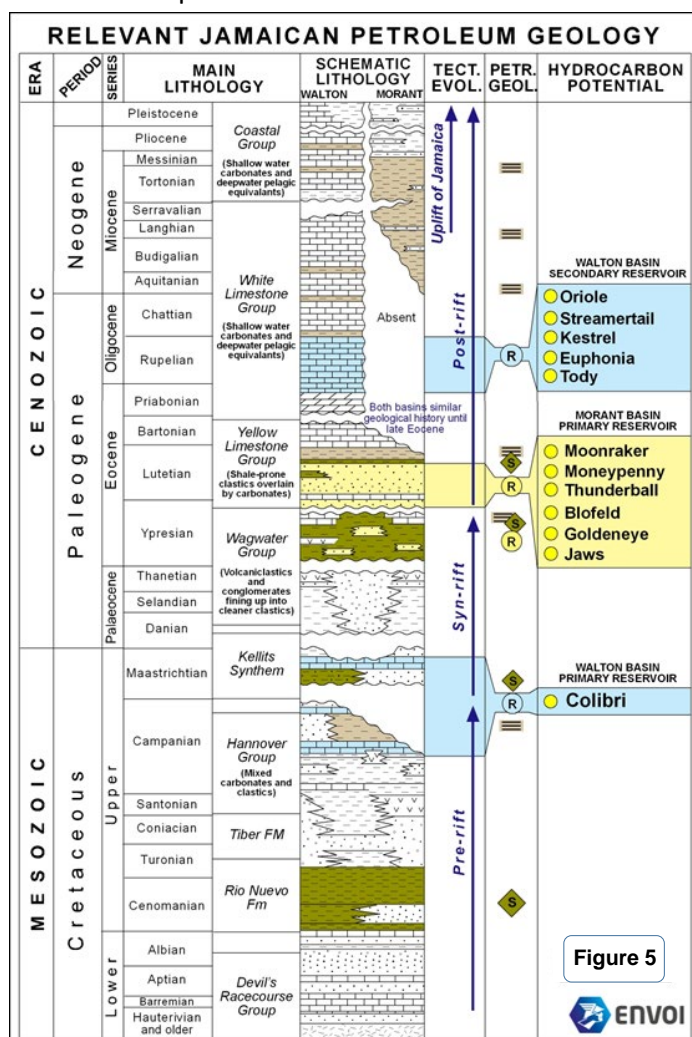 RELEVANT JAMAICAN PETROLEUM GEOLOGY
ERA
PERIOD
SERIES
MAIN
LITHOLOGY
SCHEMATIC
LITHOLOGY
WALTON
MORANT
TECT.
EVOL.
PETR.
GEOL.
HYDROCARBON
POTENTIAL
CENOZOIC
MESOZOIC
Neogene
Paleogene
Cretaceous
Miocene
Oligocene
Eocene
Palaeocene
Upper
Lower
Pleistocene
Pliocene
Messinian
Tortonian
Serravalian
Langhian
Budigalian
Aquitanian
Chattian
Rupelian
Priabonian
Bartonian
Lutetian
Ypresian
Thanetian
Selandian
Danian
Maastrichtian
Campanian
Santonian
Coniacian
Turonian
Cenomanian
Albian
Aptian
Barremian
Hauterivian
and older
Coastal
Group
(Shallow water
carbonates and
deepwater pelagic
equivalants)
White
Limestone
Group
(Shallow water
carbonates and
deepwater pelagic
equivalents)
Yellow
Limestone
Group
(Shale-prone
clastics overlain
by carbonates)
Wagwater
Group
(Volcaniclastics
and
conglomerates
fining up into
cleaner clastics)
Kellits
Synthem
Hannover
Group
(Mixed
carbonates and
clastics)
Tiber FM
Rio Nuevo
Fm
Devil's
Racecourse
Group
Absent
Both basins similar
geological history until
late Eocene
Uplift of Jamaica
Post-rift
Syn-rift
Pre-rift
R
S
R
S
R
S
R
S
WALTON BASIN
SECONDARY RESERVOIR
Oriole
Streamertail
Kestrel
Euphonia
Tody
MORANT BASIN
PRIMARY RESERVOIR
Moonraker
Moneypenny
Thunderball
Blofeld
Goldeneye
Jaws
WALTON BASIN
PRIMARY RESERVOIR
Colibri
Figure 5
ENVOI